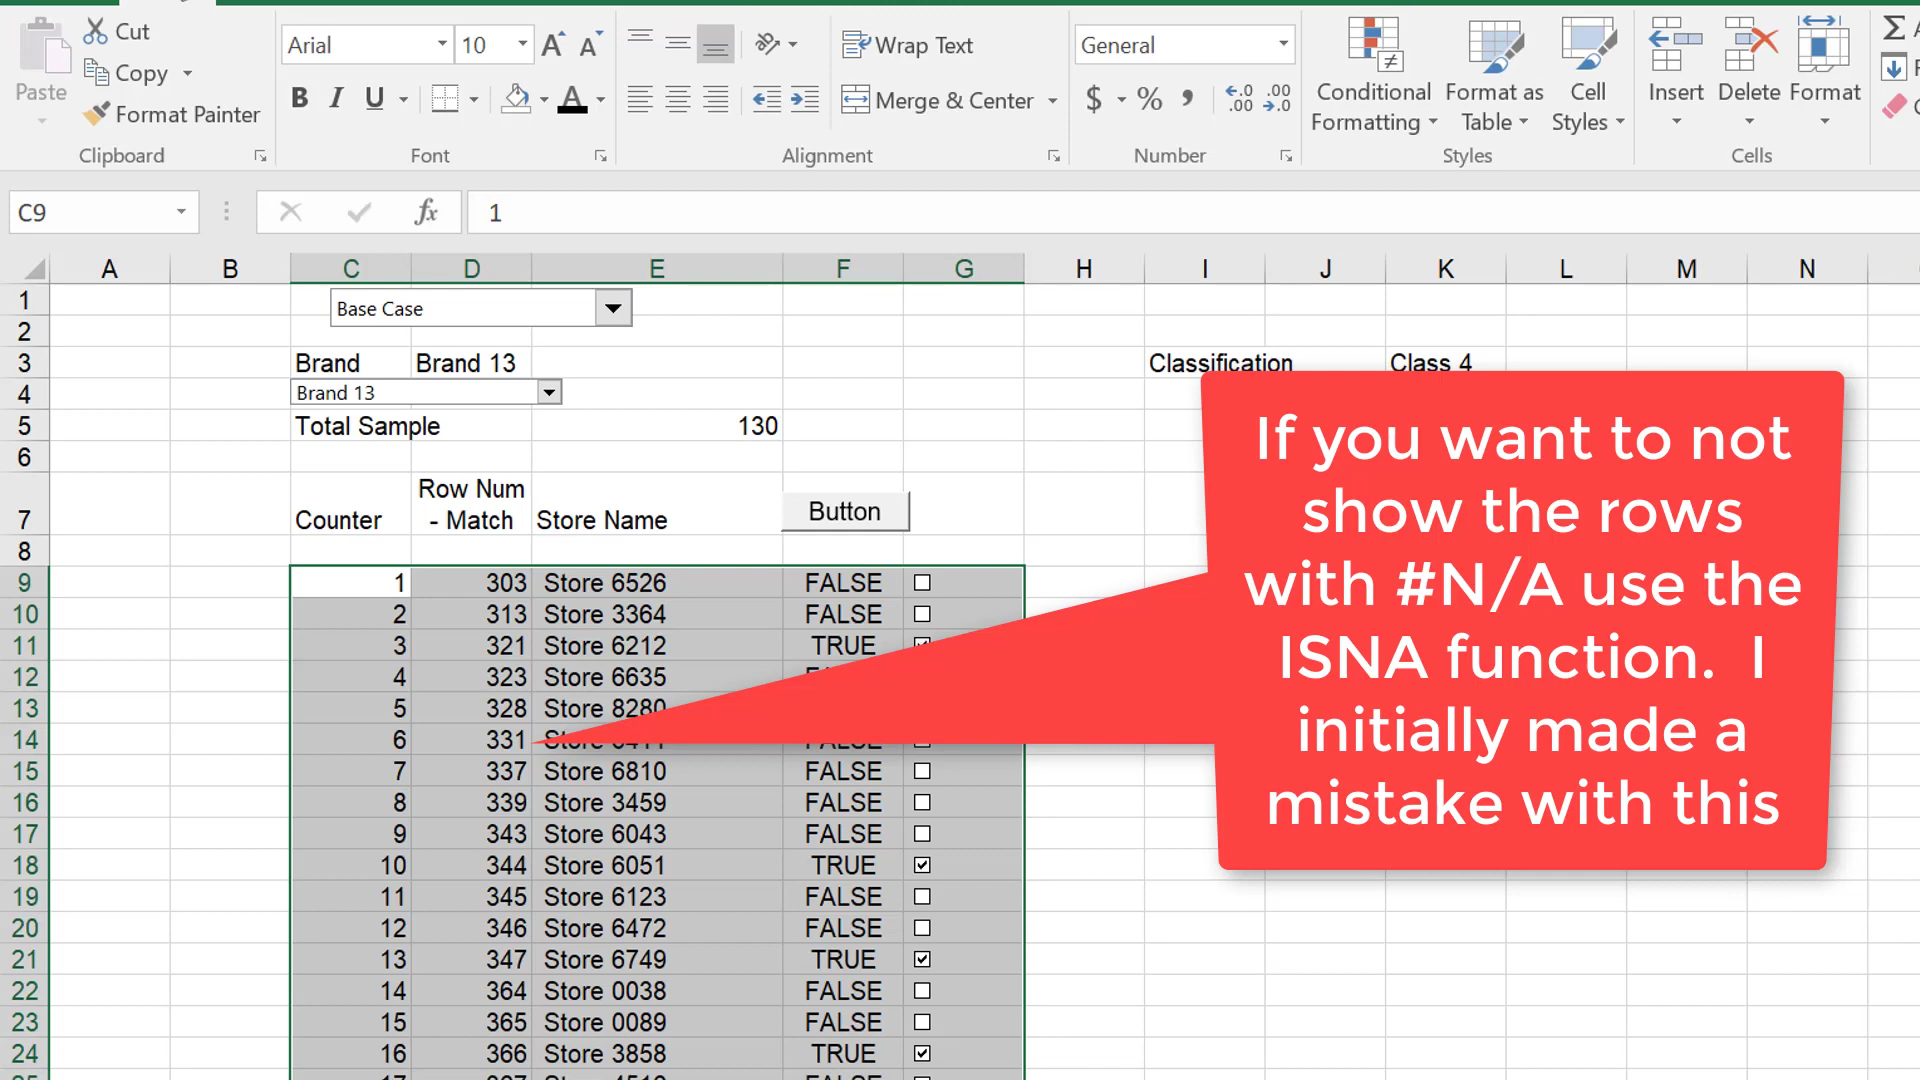 Cut
Arial 10
Wrap Text
General
Copy
Paste
Format Painter
B I U A
Merge & Center
$ % ,
Conditional Formatting
Format as Table
Cell Styles
Insert Delete Format
Clipboard Font Alignment Number Styles Cells
C9 fx 1
A B C D E F G H I J K L M N
1 Base Case
2
3 Brand Brand 13 Classification Class 4
4 Brand 13
5 Total Sample 130
6
7 Counter Row Num - Match Store Name Button
8
9 1 303 Store 6526 FALSE
10 2 313 Store 3364 FALSE
11 3 321 Store 6212 TRUE
12 4 323 Store 6635
13 5 328 Store 8280
14 6 331 FALSE
15 7 337 Store 6810 FALSE
16 8 339 Store 3459 FALSE
17 9 343 Store 6043 FALSE
18 10 344 Store 6051 TRUE
19 11 345 Store 6123 FALSE
20 12 346 Store 6472 FALSE
21 13 347 Store 6749 TRUE
22 14 364 Store 0038 FALSE
23 15 365 Store 0089 FALSE
24 16 366 Store 3858 TRUE
If you want to not
show the rows
with #N/A use the
ISNA function. I
initially made a
mistake with this